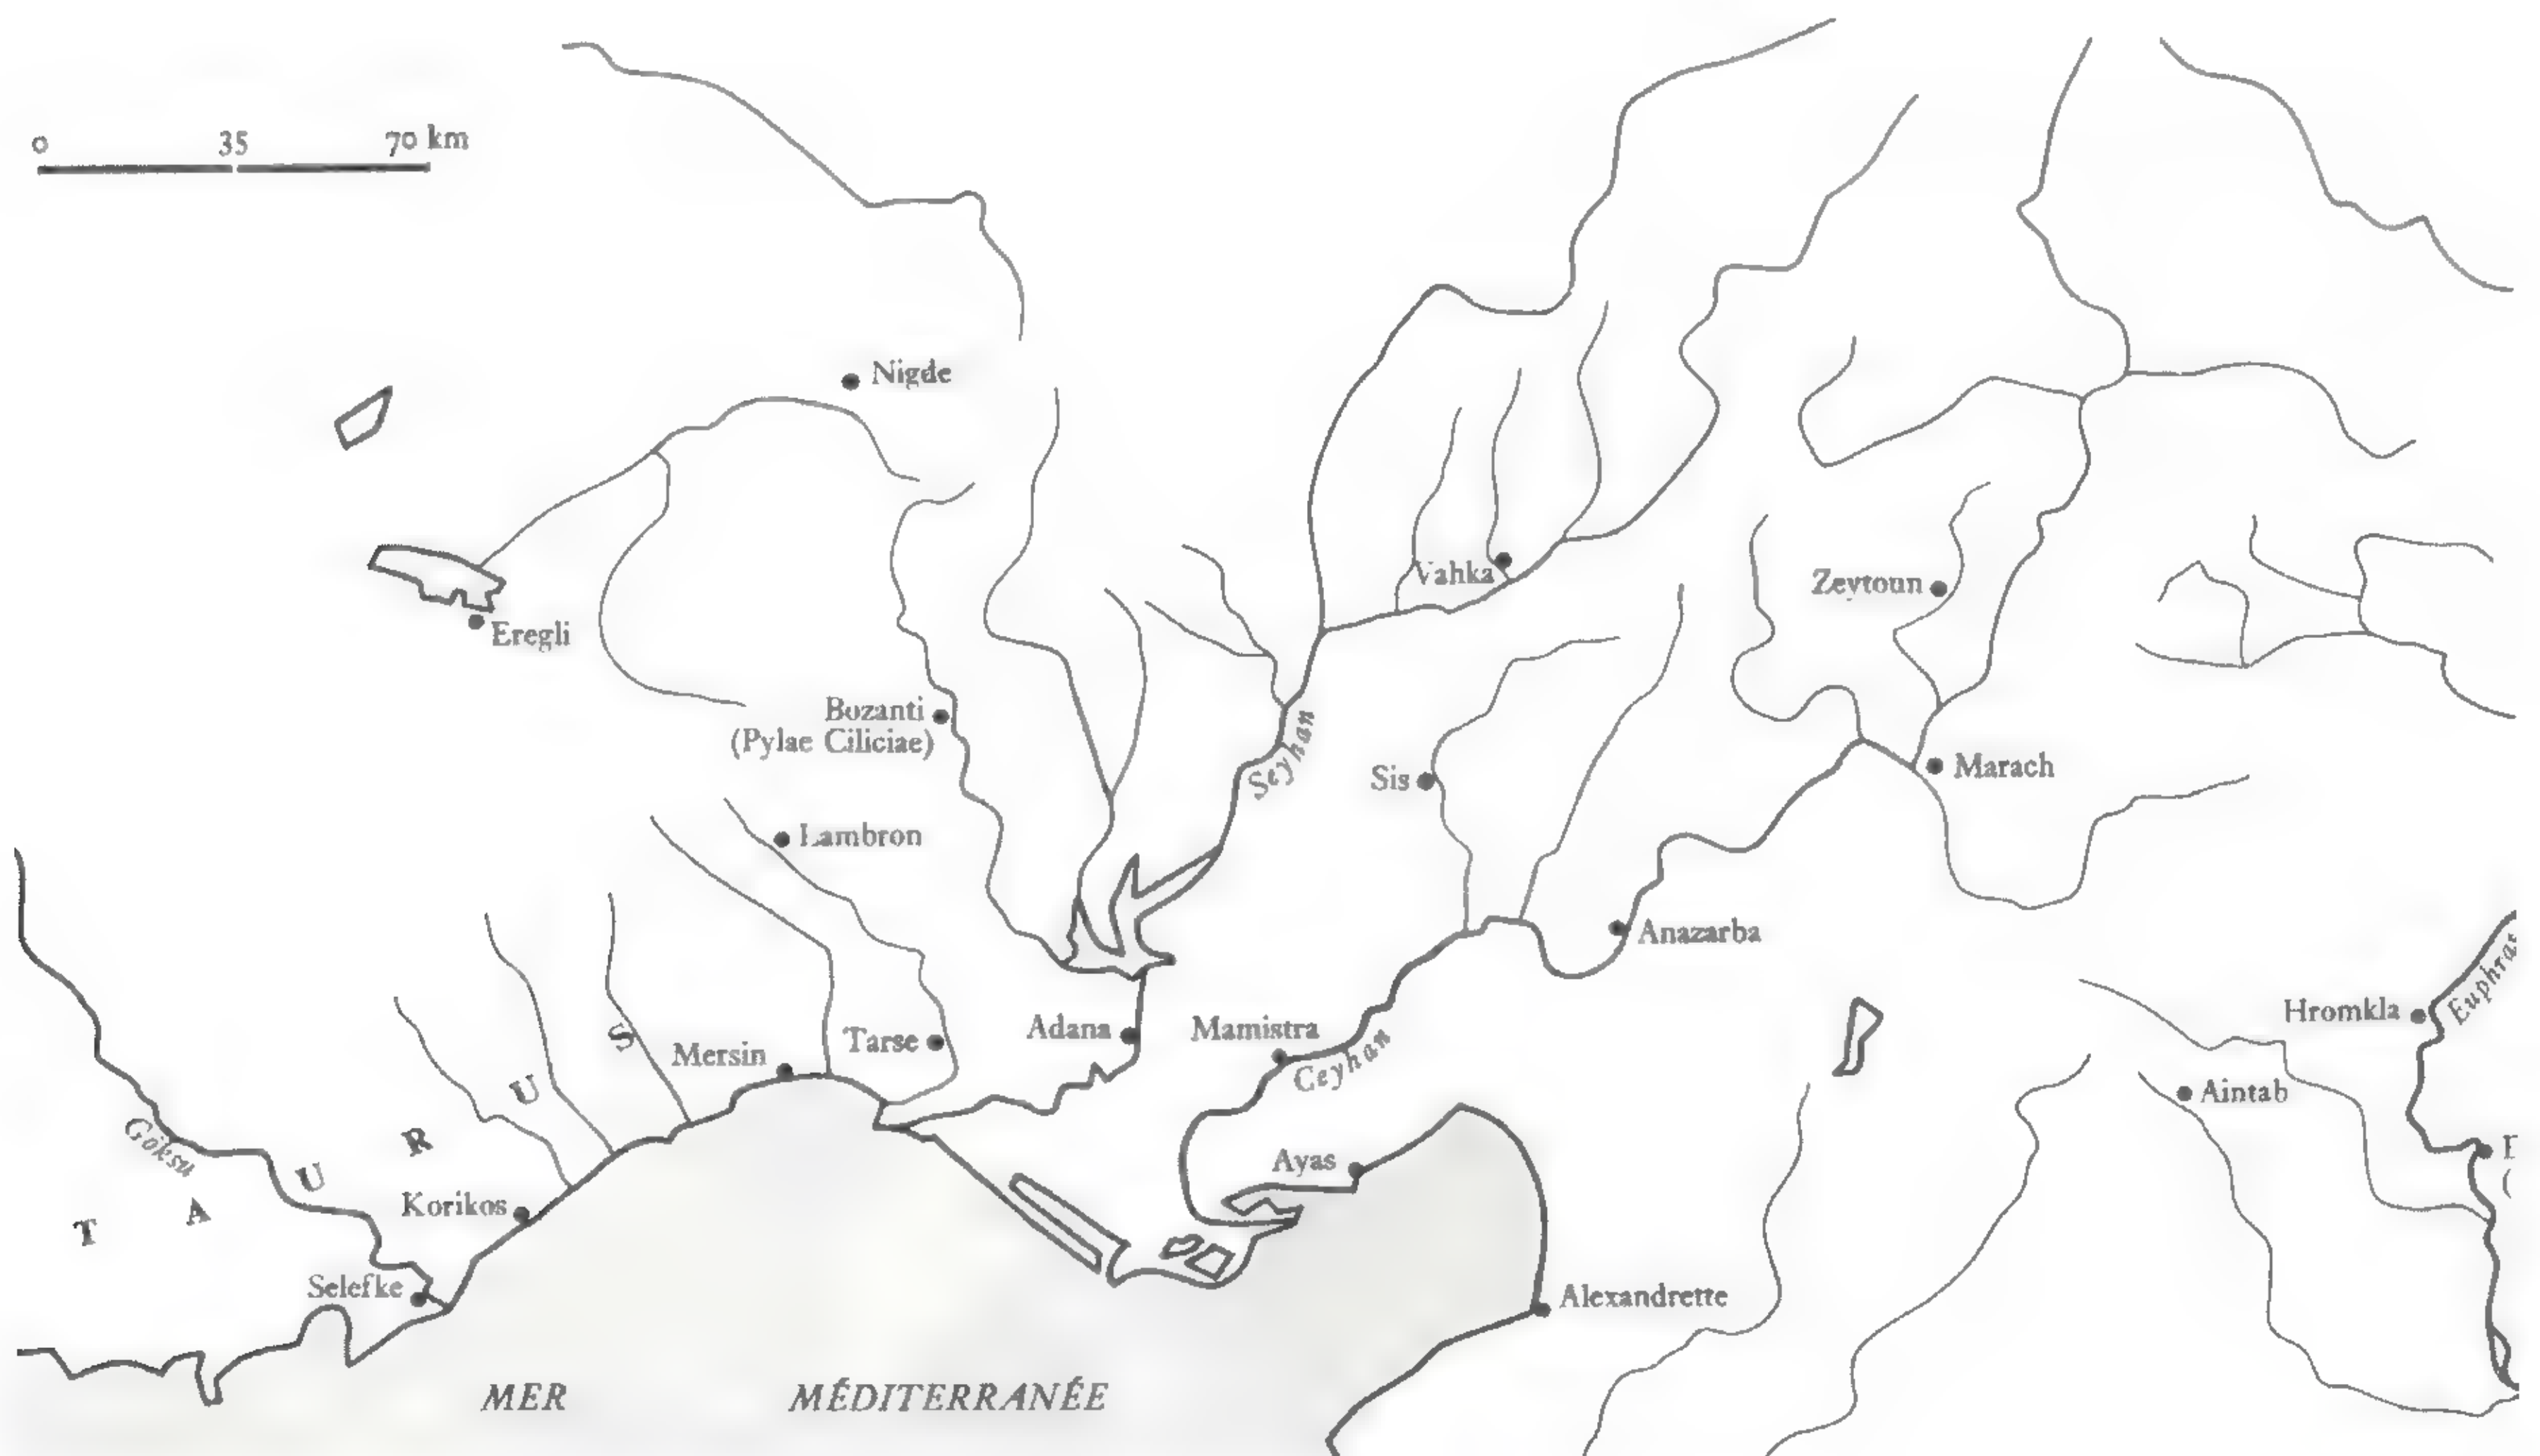 0 35 70 km
Nigde
Eregli
Vahka
Zeytoun
Bozanti
(Pylae Ciliciae)
Seyhan
Sis
Marach
Lambron
Anazarba
Hromkla
Adana
Mamistra
Tarse
Mersin
Ceyhan
Aintab
Göksu
Ayas
TAURUS
Korikos
Selefke
Alexandrette
MER MÉDITERRANÉE